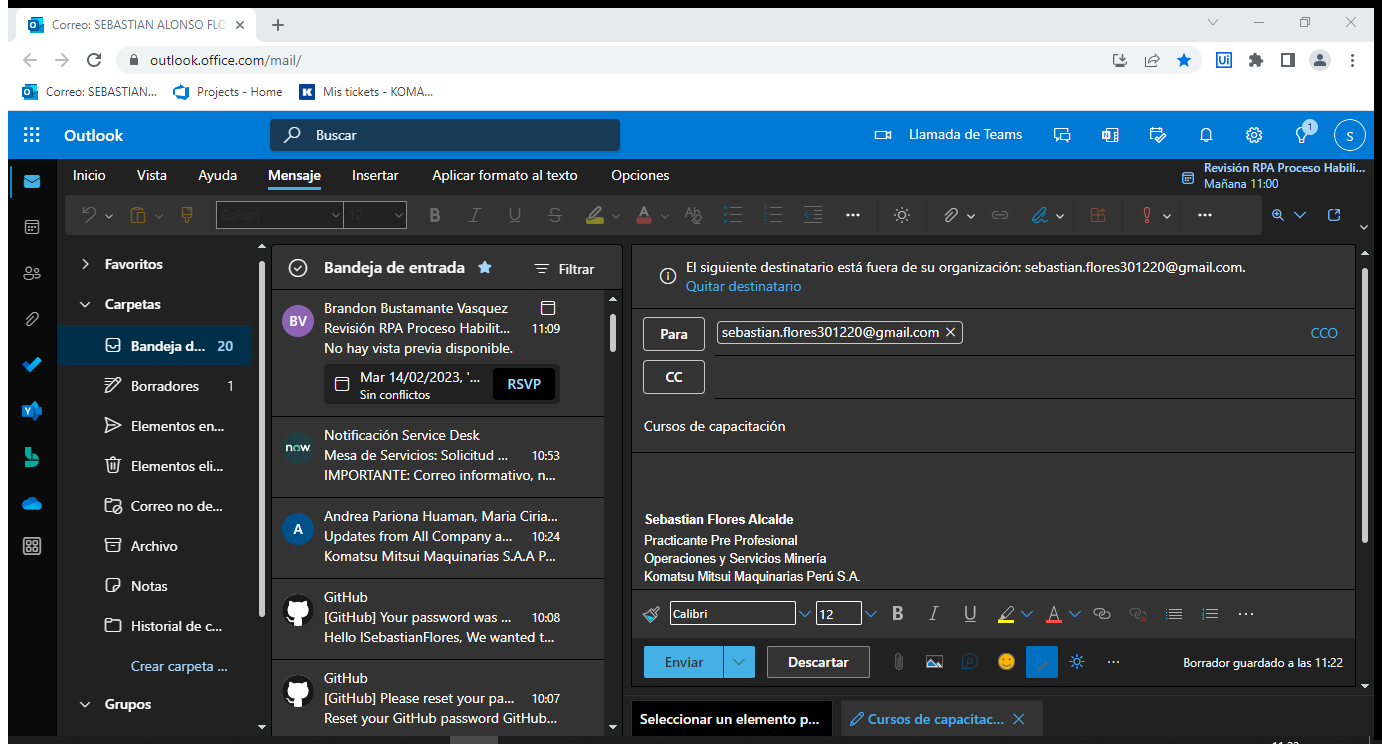 Correo: SEBASTIAN ALONSO FLO
outlook.office.com/mail/
Correo: SEBASTIAN...
Projects - Home
Mis tickets - KOMA...
Outlook
Buscar
Llamada de Teams
1
S
Inicio
Vista
Ayuda
Mensaje
Insertar
Aplicar formato al texto
Opciones
Revisión RPA Proceso Habili...
Mañana 11:00
Calibri
12
Favoritos
Carpetas
Bandeja d... 20
Borradores 1
Elementos en...
Elementos eli...
Correo no de...
Archivo
Notas
Historial de c...
Crear carpeta ...
Grupos
Bandeja de entrada
Filtrar
BV
Brandon Bustamante Vasquez
Revisión RPA Proceso Habilit... 11:09
No hay vista previa disponible.
Mar 14/02/2023, '...
Sin conflictos
RSVP
now
Notificación Service Desk
Mesa de Servicios: Solicitud ... 10:53
IMPORTANTE: Correo informativo, n...
A
Andrea Pariona Huaman, Maria Ciria...
Updates from All Company a... 10:24
Komatsu Mitsui Maquinarias S.A.A P...
GitHub
[GitHub] Your password was ... 10:08
Hello ISebastianFlores, We wanted t...
GitHub
[GitHub] Please reset your pa... 10:07
Reset your GitHub password GitHub...
El siguiente destinatario está fuera de su organización: sebastian.flores301220@gmail.com.
Quitar destinatario
Para
sebastian.flores301220@gmail.com
CCO
CC
Cursos de capacitación
Sebastian Flores Alcalde
Practicante Pre Profesional
Operaciones y Servicios Minería
Komatsu Mitsui Maquinarias Perú S.A.
Calibri
12
Enviar
Descartar
Borrador guardado a las 11:22
Seleccionar un elemento p...
Cursos de capacitac...